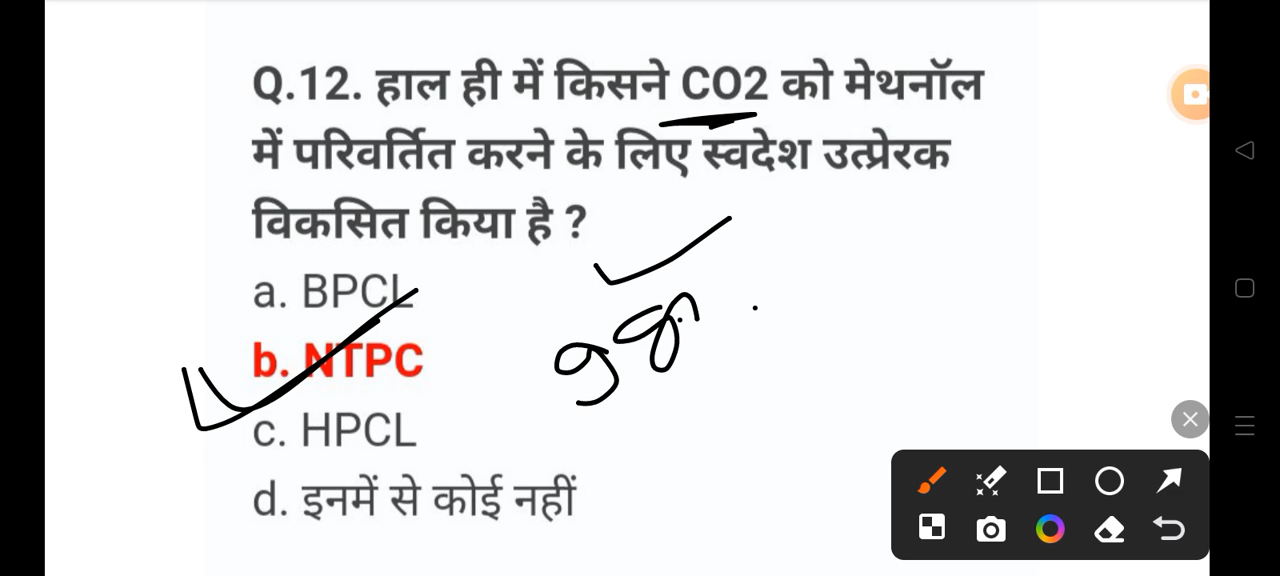 Q.12. हाल ही में किसने CO2 को मेथनॉल
में परिवर्तित करने के लिए स्वदेश उत्प्रेरक
विकसित किया है ?
a. BPCL
b. NTPC
c. HPCL
d. इनमें से कोई नहीं